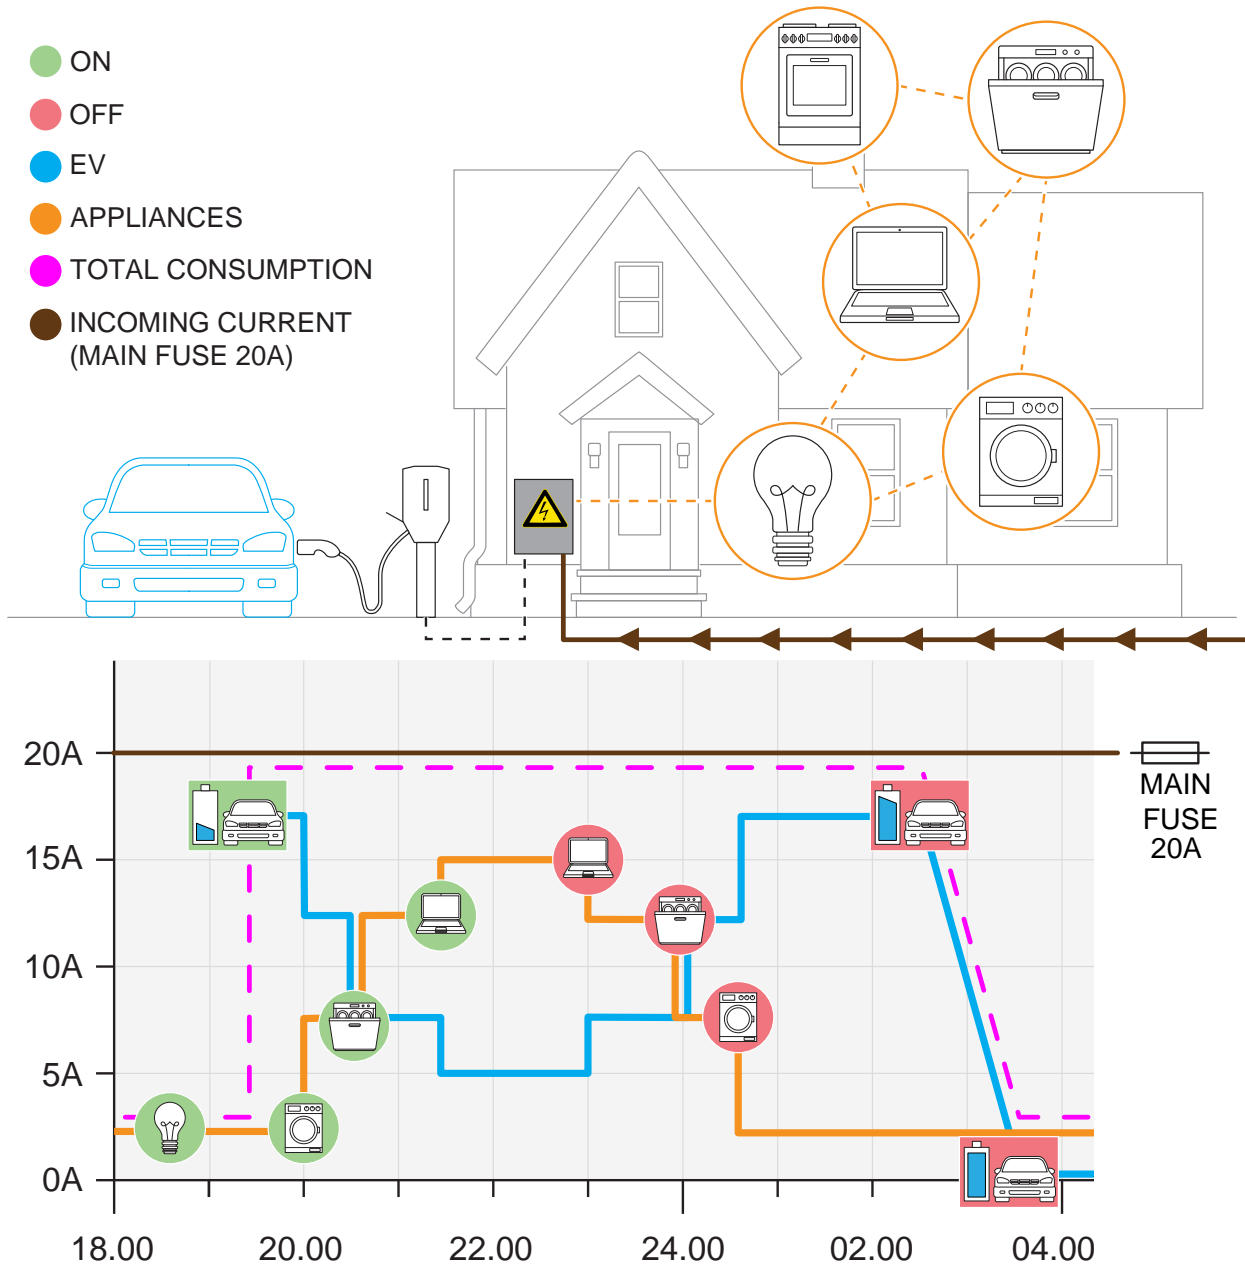 ON
OFF
EV
APPLIANCES
TOTAL CONSUMPTION
INCOMING CURRENT
(MAIN FUSE 20A)
20A
15A
10A
5A
0A
MAIN
FUSE
20A
18.00
20.00
22.00
24.00
02.00
04.00